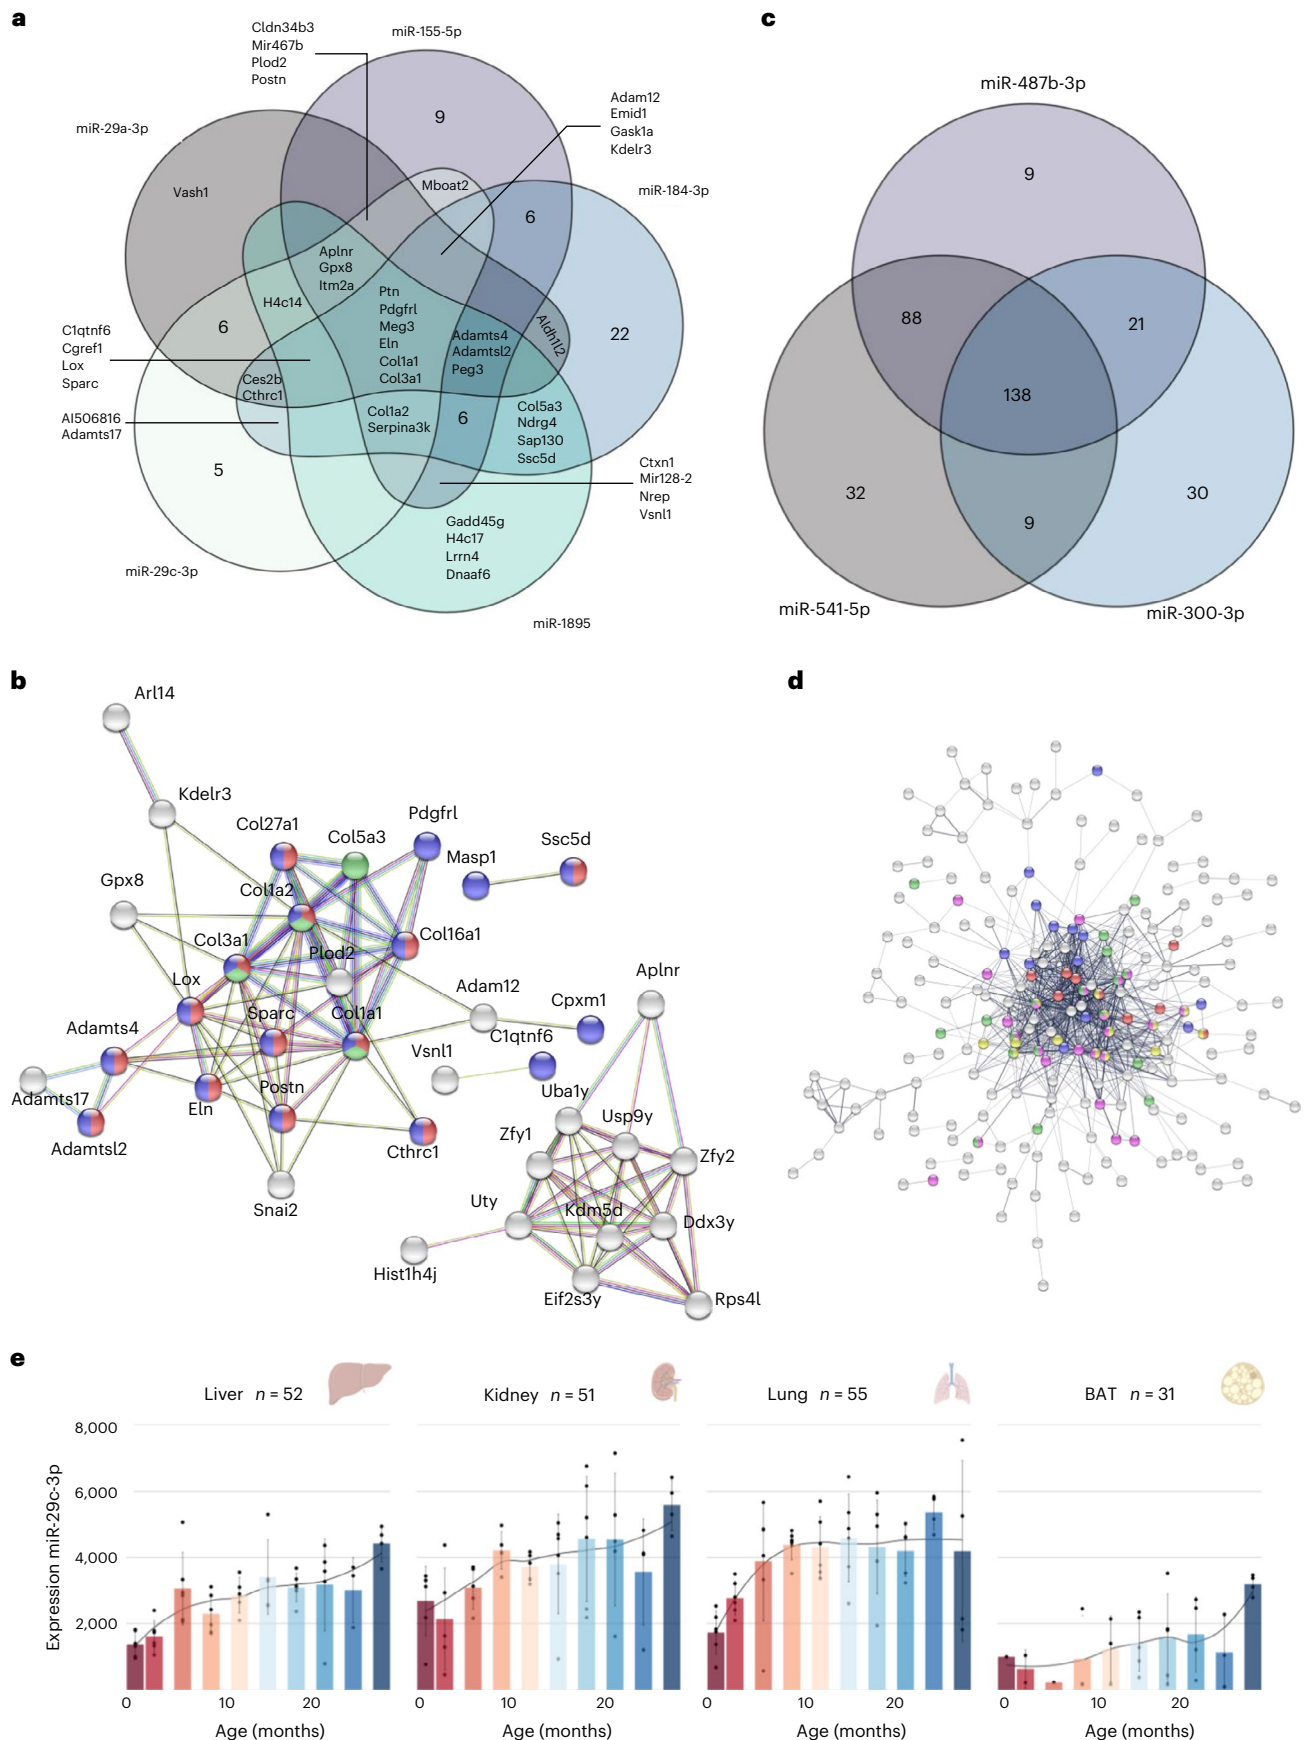 a
Cldn34b3
Mir467b
Plod2
Postn
miR-155-5p
miR-29a-3p
9
Adam12
Emid1
Gask1a
Kdelr3
Vash1
Mboat2
miR-184-3p
6
Aplnr
Gpx8
Itm2a
H4c14
Ptn
Pdgfrl
Meg3
Eln
Col1a1
Col3a1
6
C1qtnf6
Cgref1
Lox
Sparc
Adamts4
Adamtsl2
Peg3
Aldh1l2
22
Ces2b
Cthrc1
AI506816
Adamts17
Col1a2
Serpina3k
6
Col5a3
Ndrg4
Sap130
Ssc5d
5
Ctxn1
Mir128-2
Nrep
Vsnl1
Gadd45g
H4c17
Lrrn4
Dnaaf6
miR-29c-3p
miR-1895
c
miR-487b-3p
9
88
21
138
32
30
9
miR-541-5p
miR-300-3p
b
Arl14
Kdelr3
Col27a1
Col5a3
Pdgfrl
Masp1
Ssc5d
Gpx8
Col1a2
Col3a1
Plod2
Col16a1
Lox
Adam12
Aplnr
Sparc
Col1a1
Cpxm1
Adamts4
C1qtnf6
Vsnl1
Adamts17
Eln
Postn
Uba1y
Usp9y
Adamtsl2
Cthrc1
Zfy1
Zfy2
Snai2
Uty
Kdm5d
Ddx3y
Hist1h4j
Eif2s3y
Rps4l
d
e
Liver n = 52
Kidney n = 51
Lung n = 55
BAT n = 31
Expression miR-29c-3p
8,000
6,000
4,000
2,000
0 10 20
0 10 20
0 10 20
0 10 20
Age (months)
Age (months)
Age (months)
Age (months)